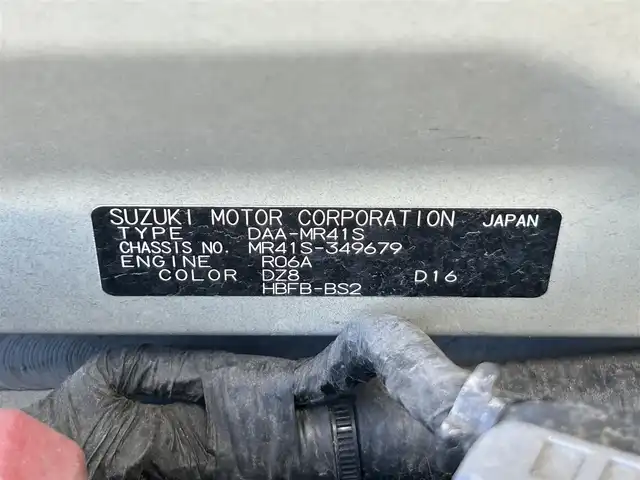 SUZUKI MOTOR CORPORATION JAPAN
TYPE DAA-MR41S
CHASSIS NO. MR41S-349679
ENGINE R06A
COLOR DZ8 D16
HBFB-BS2